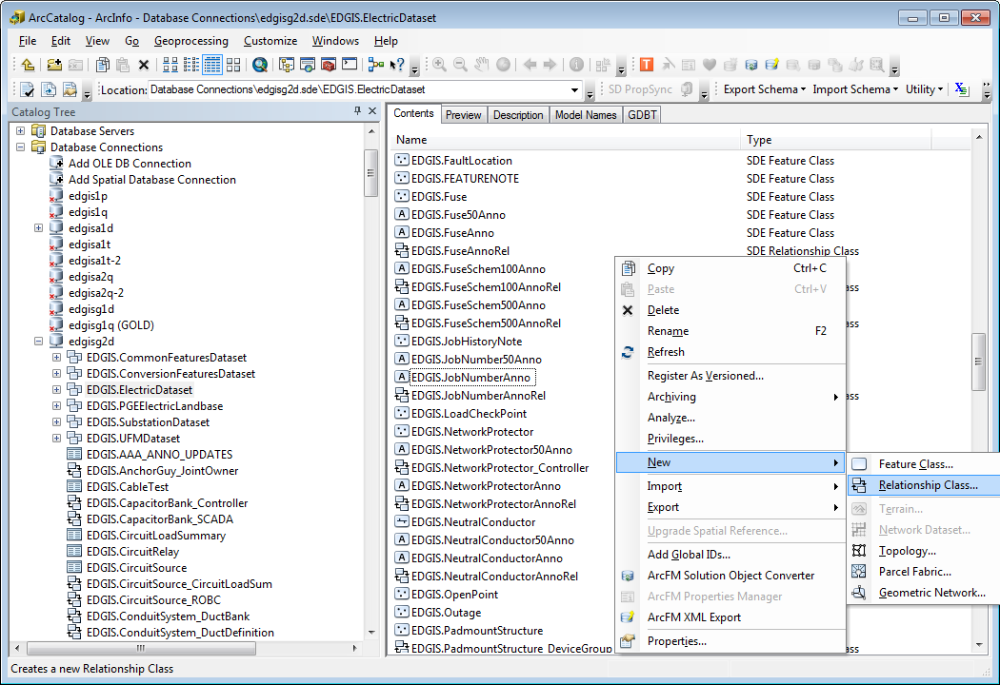 ArcCatalog - ArcInfo - Database Connections\edgisg2d.sde\EDGIS.ElectricDataset
File Edit View Go Geoprocessing Customize Windows Help
Location: Database Connections\edgisg2d.sde\EDGIS.ElectricDataset SD PropSync Export Schema Import Schema Utility
Catalog Tree
Database Servers
Database Connections
Add OLE DB Connection
Add Spatial Database Connection
edgis1p
edgis1q
edgisa1d
edgisa1t
edgisa1t-2
edgisa2q
edgisa2q-2
edgisg1d
edgisg1q (GOLD)
edgisg2d
EDGIS.CommonFeaturesDataset
EDGIS.ConversionFeaturesDataset
EDGIS.ElectricDataset
EDGIS.PGEElectricLandbase
EDGIS.SubstationDataset
EDGIS.UFMDataset
EDGIS.AAA_ANNO_UPDATES
EDGIS.AnchorGuy_JointOwner
EDGIS.CableTest
EDGIS.CapacitorBank_Controller
EDGIS.CapacitorBank_SCADA
EDGIS.CircuitLoadSummary
EDGIS.CircuitRelay
EDGIS.CircuitSource
EDGIS.CircuitSource_CircuitLoadSum
EDGIS.CircuitSource_ROBC
EDGIS.ConduitSystem_DuctBank
EDGIS.ConduitSystem_DuctDefinition
Contents Preview Description Model Names GDBT
Name Type
EDGIS.FaultLocation SDE Feature Class
EDGIS.FEATURENOTE SDE Feature Class
EDGIS.Fuse SDE Feature Class
EDGIS.Fuse50Anno SDE Feature Class
EDGIS.FuseAnno SDE Feature Class
EDGIS.FuseAnnoRel SDE Relationship Class
EDGIS.FuseSchem100Anno
EDGIS.FuseSchem100AnnoRel ss
EDGIS.FuseSchem500Anno
EDGIS.FuseSchem500AnnoRel ss
EDGIS.JobHistoryNote
EDGIS.JobNumber50Anno
EDGIS.JobNumberAnno
EDGIS.JobNumberAnnoRel ss
EDGIS.LoadCheckPoint
EDGIS.NetworkProtector
EDGIS.NetworkProtector50Anno
EDGIS.NetworkProtector_Controller
EDGIS.NetworkProtectorAnno
EDGIS.NetworkProtectorAnnoRel
EDGIS.NeutralConductor
EDGIS.NeutralConductor50Anno
EDGIS.NeutralConductorAnno
EDGIS.NeutralConductorAnnoRel
EDGIS.OpenPoint
EDGIS.Outage
EDGIS.PadmountStructure
EDGIS.PadmountStructure_DeviceGroup ss
Copy Ctrl+C
Paste Ctrl+V
Delete
Rename F2
Refresh
Register As Versioned...
Archiving
Analyze...
Privileges...
New
Import
Export
Upgrade Spatial Reference...
Add Global IDs...
ArcFM Solution Object Converter
ArcFM Properties Manager
ArcFM XML Export
Properties...
Feature Class...
Relationship Class...
Terrain...
Network Dataset...
Topology...
Parcel Fabric...
Geometric Network...
Creates a new Relationship Class